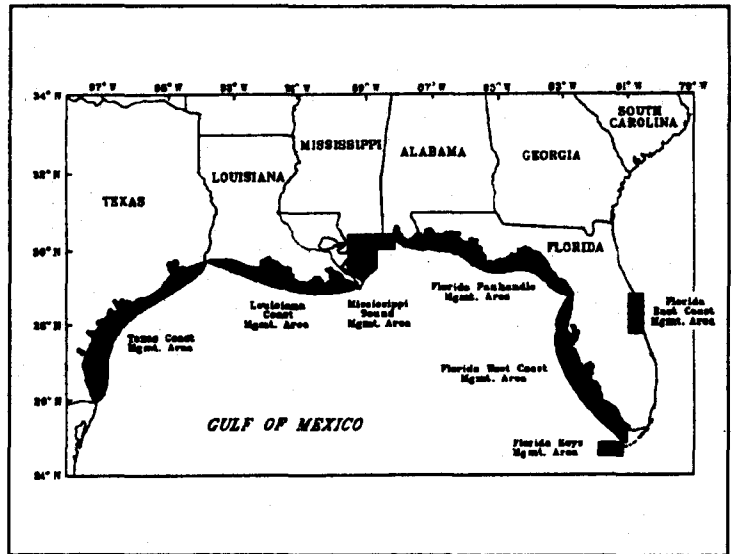 97° W 95° W 93° W 91° W 89° W 87° W 85° W 83° W 81° W 79° W
34° N
SOUTH
CAROLINA
MISSISSIPPI
ALABAMA
GEORGIA
32° N
LOUISIANA
TEXAS
30° N
FLORIDA
Florida Panhandle
Mgmt. Area
Louisiana
Coast
Mgmt. Area
Mississippi
Sound
Mgmt. Area
Florida
East Coast
Mgmt. Area
28° N
Texas Coast
Mgmt. Area
Florida West Coast
Mgmt. Area
26° N
GULF OF MEXICO
Florida Keys
Mgmt. Area
24° N